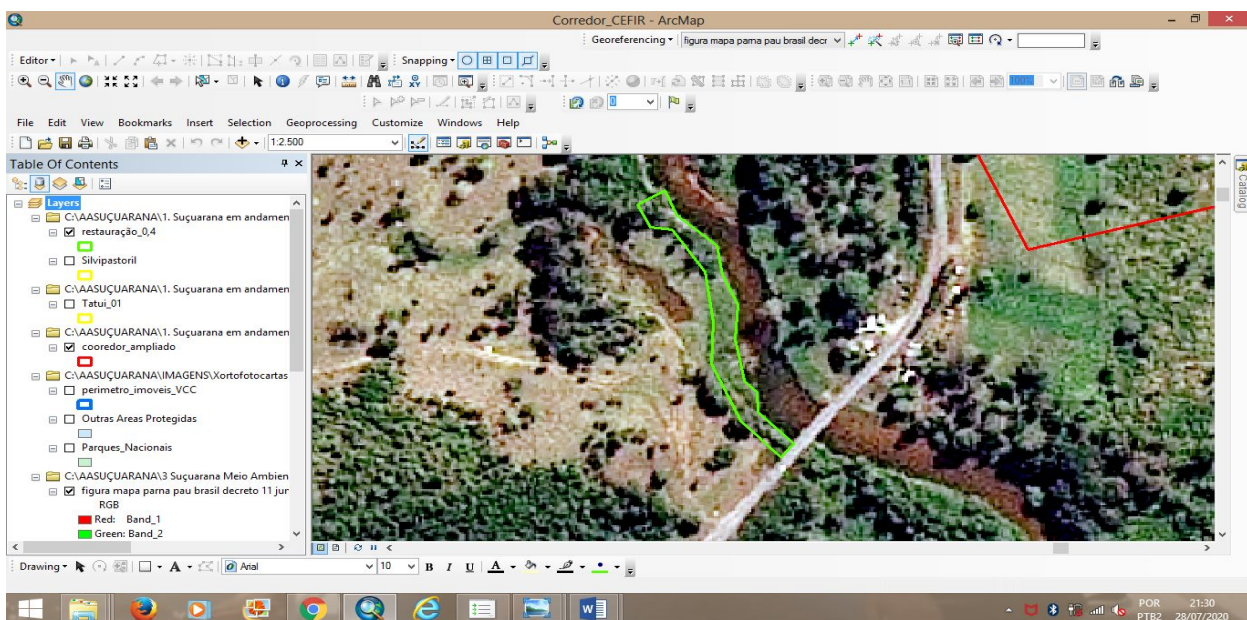 Corredor_CEFIR - ArcMap
Georeferencing figura mapa parna pau brasil decr
Editor Snapping
100%
0
File Edit View Bookmarks Insert Selection Geoprocessing Customize Windows Help
1:2.500
Table Of Contents
Catalog
Layers
C:\AASUÇUARANA\1. Suçuarana em andamen
restauração_0,4
Silvipastoril
C:\AASUÇUARANA\1. Suçuarana em andamen
Tatui_01
C:\AASUÇUARANA\1. Suçuarana em andamen
cooredor_ampliado
C:\AASUÇUARANA\IMAGENS\Xortofotocartas
perimetro_imoveis_VCC
Outras Areas Protegidas
Parques_Nacionais
C:\AASUÇUARANA\3 Suçuarana Meio Ambien
figura mapa parna pau brasil decreto 11 jur
RGB
Red: Band_1
Green: Band_2
Drawing A Arial 10 B I U A
POR 21:30
PTB2 28/07/2020